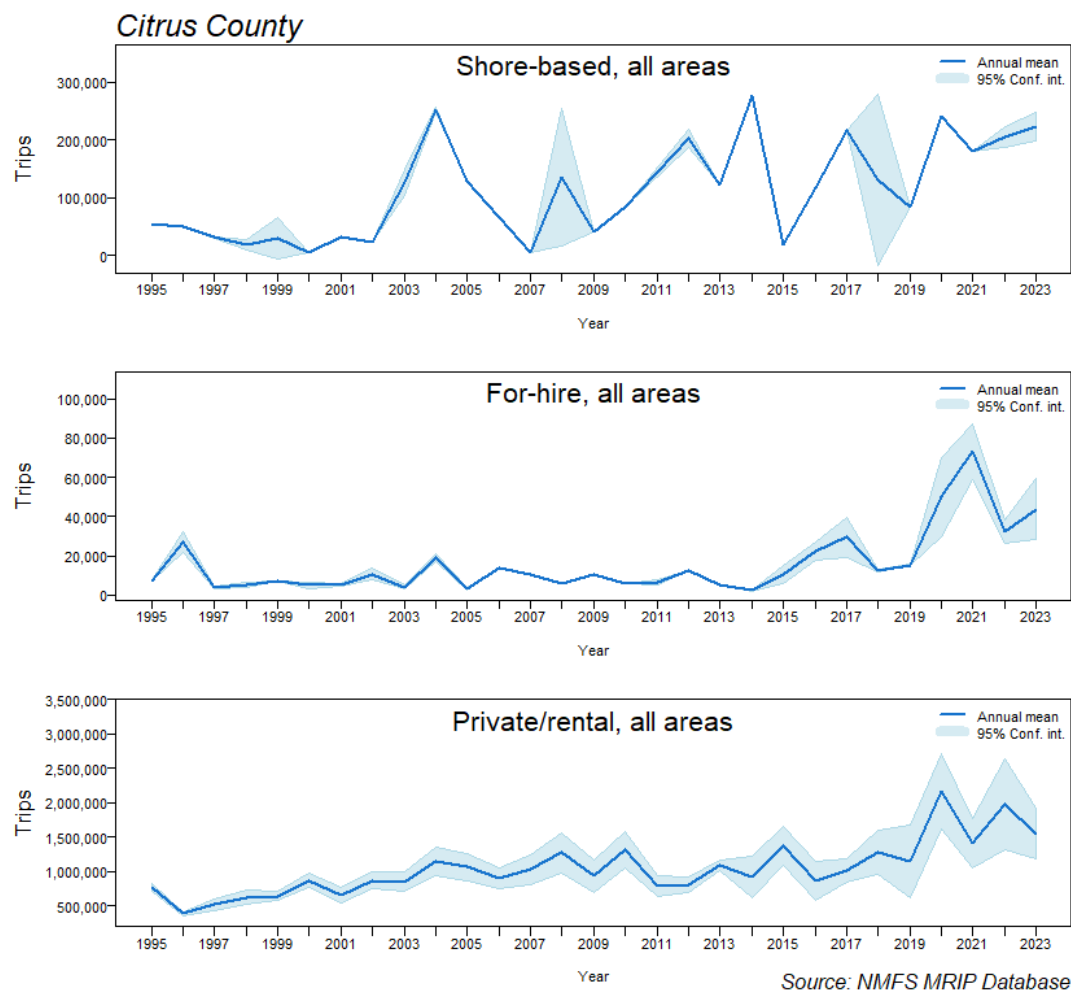 Citrus County
Shore-based, all areas
Annual mean
95% Conf. int.
Trips
300,000
200,000
100,000
0
1995 1997 1999 2001 2003 2005 2007 2009 2011 2013 2015 2017 2019 2021 2023
Year
For-hire, all areas
Annual mean
95% Conf. int.
Trips
100,000
80,000
60,000
40,000
20,000
0
1995 1997 1999 2001 2003 2005 2007 2009 2011 2013 2015 2017 2019 2021 2023
Year
Private/rental, all areas
Annual mean
95% Conf. int.
Trips
3,500,000
3,000,000
2,500,000
2,000,000
1,500,000
1,000,000
500,000
1995 1997 1999 2001 2003 2005 2007 2009 2011 2013 2015 2017 2019 2021 2023
Year
Source: NMFS MRIP Database